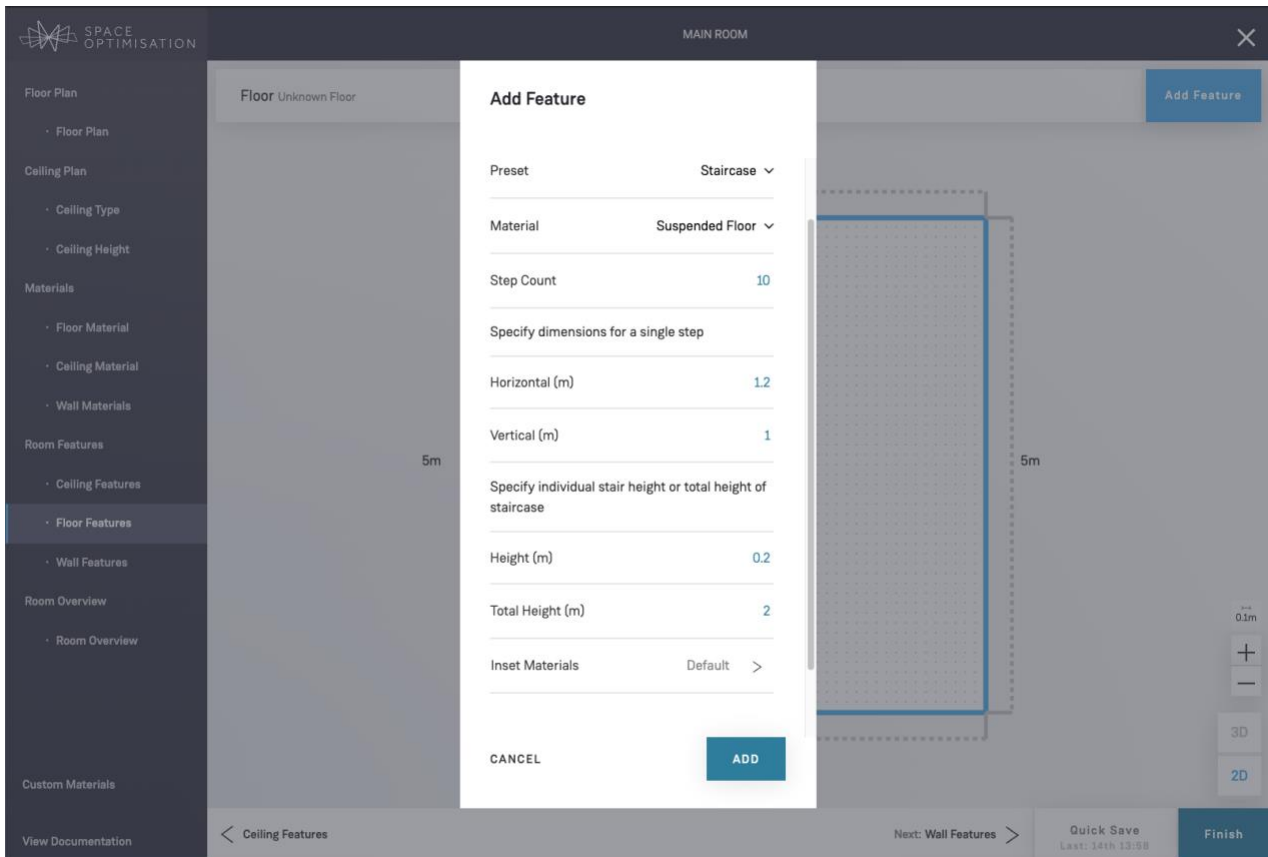 SPACE
OPTIMISATION
MAIN ROOM
Floor Plan
· Floor Plan
Ceiling Plan
· Ceiling Type
· Ceiling Height
Materials
· Floor Material
· Ceiling Material
· Wall Materials
Room Features
· Ceiling Features
· Floor Features
· Wall Features
Room Overview
· Room Overview
Custom Materials
View Documentation
Floor Unknown Floor
Add Feature
5m
Add Feature
Preset Staircase
Material Suspended Floor
Step Count 10
Specify dimensions for a single step
Horizontal (m) 1.2
Vertical (m) 1
Specify individual stair height or total height of
staircase
Height (m) 0.2
Total Height (m) 2
Inset Materials Default >
CANCEL ADD
5m
0.1m
3D
2D
< Ceiling Features
Next: Wall Features >
Quick Save
Last: 14th 13:58
Finish